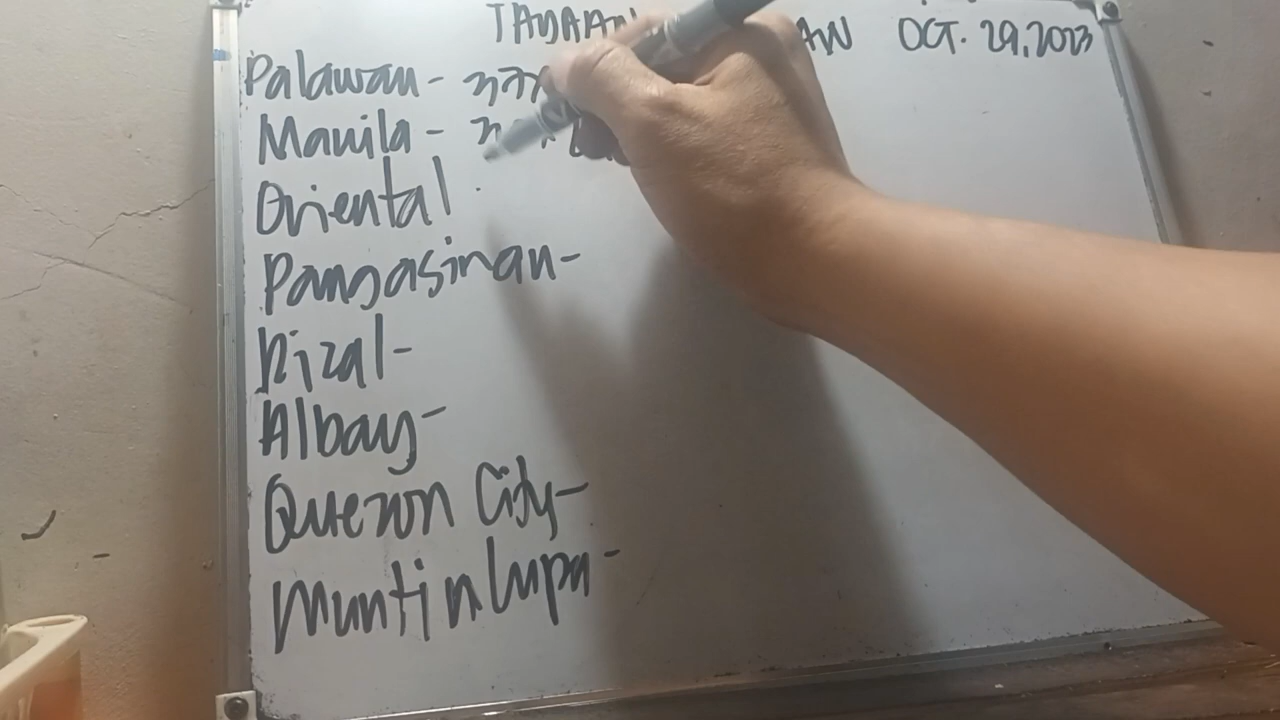 OCT. 29, 2023
Palawan -
Manila -
Oriental
Pangasinan -
Rizal -
Albay -
Quezon City -
Muntinlupa -